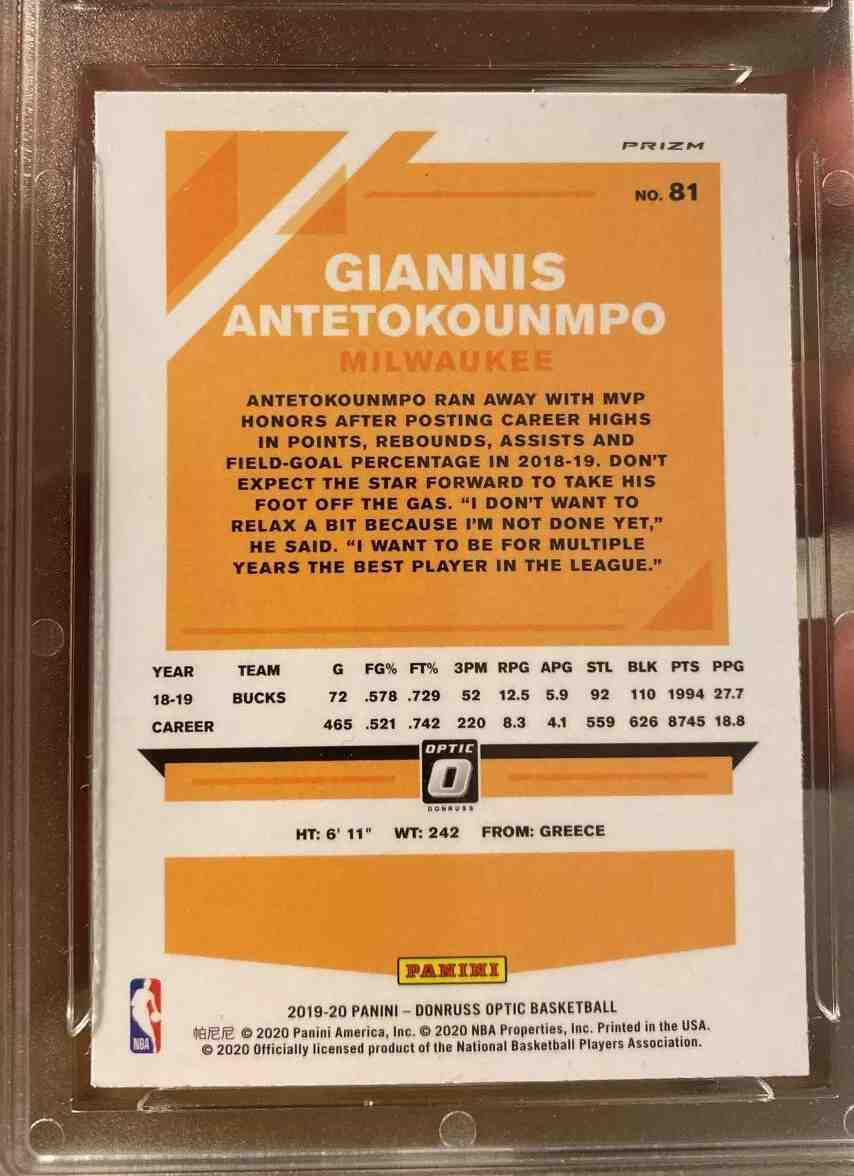 PRIZM
NO. 81
GIANNIS
ANTETOKOUNMPO
MILWAUKEE
ANTETOKOUNMPO RAN AWAY WITH MVP
HONORS AFTER POSTING CAREER HIGHS
IN POINTS, REBOUNDS, ASSISTS AND
FIELD-GOAL PERCENTAGE IN 2018-19. DON'T
EXPECT THE STAR FORWARD TO TAKE HIS
FOOT OFF THE GAS. “I DON'T WANT TO
RELAX A BIT BECAUSE I'M NOT DONE YET,”
HE SAID. “I WANT TO BE FOR MULTIPLE
YEARS THE BEST PLAYER IN THE LEAGUE.”
YEAR TEAM G FG% FT% 3PM RPG APG STL BLK PTS PPG
18-19 BUCKS 72 .578 .729 52 12.5 5.9 92 110 1994 27.7
CAREER 465 .521 .742 220 8.3 4.1 559 626 8745 18.8
OPTIC
O
DONRUSS
HT: 6' 11" WT: 242 FROM: GREECE
PANINI
2019-20 PANINI – DONRUSS OPTIC BASKETBALL
帕尼尼 © 2020 Panini America, Inc. © 2020 NBA Properties, Inc. Printed in the USA.
© 2020 Officially licensed product of the National Basketball Players Association.
NBA